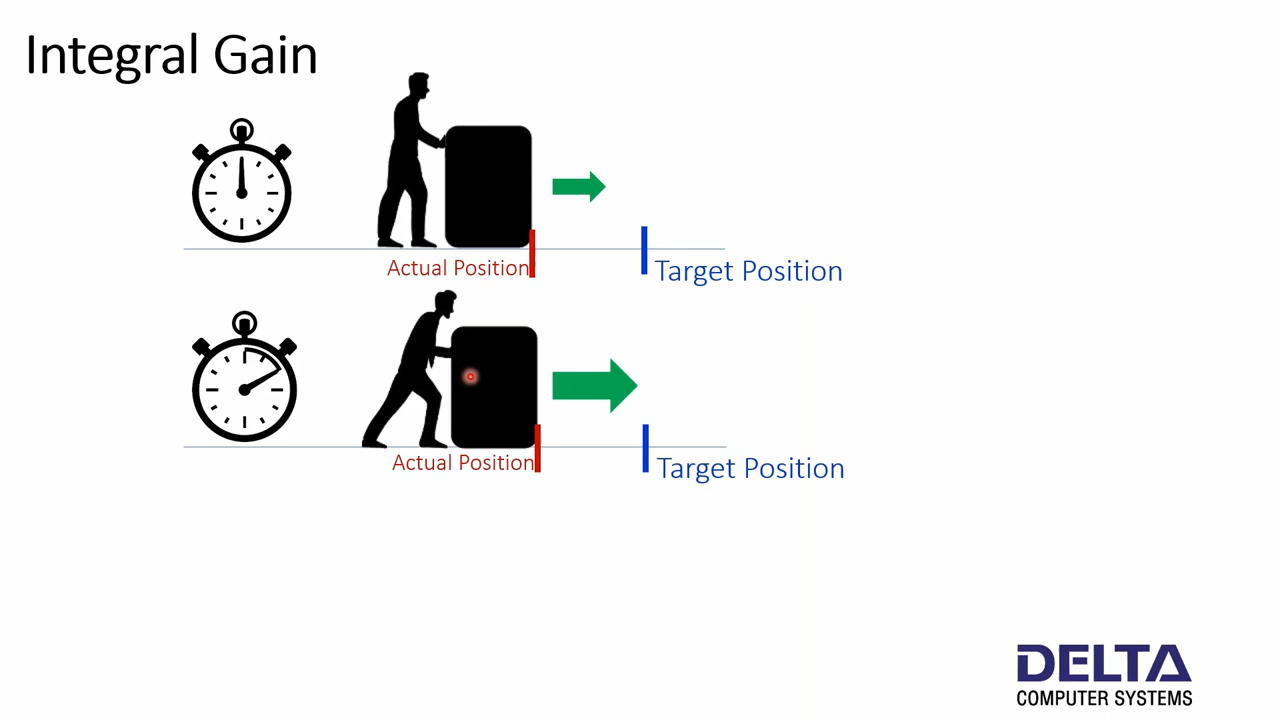 Integral Gain
Actual Position
Target Position
Actual Position
Target Position
DELTA
COMPUTER SYSTEMS